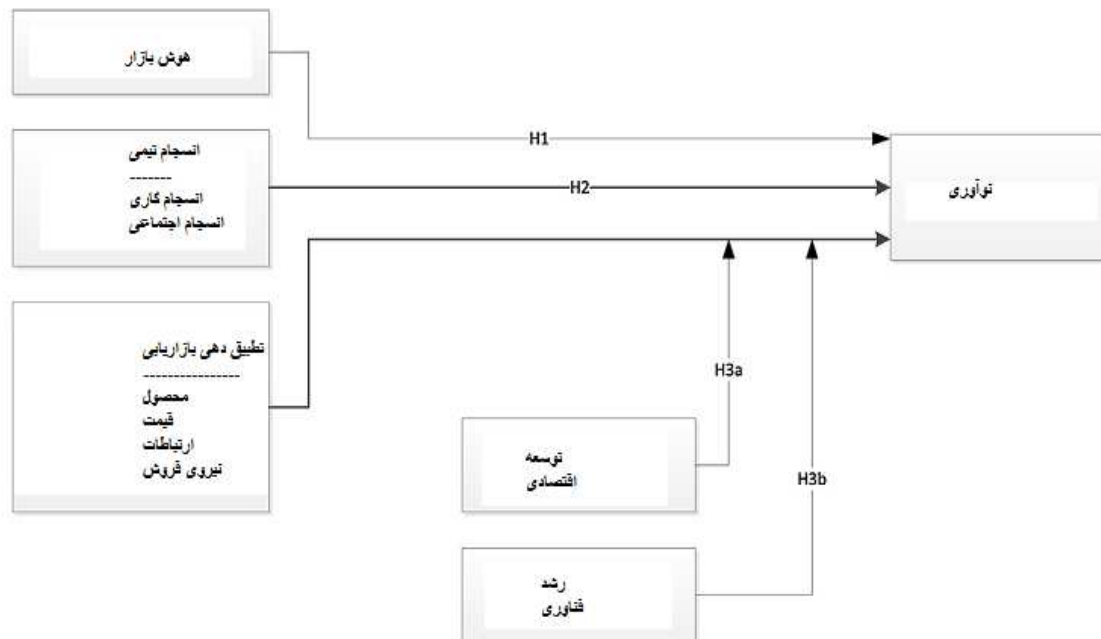 هوش بازار
انسجام تیمی
-------
انسجام کاری
انسجام اجتماعی
تطبیق دهی بازاریابی
----------------
محصول
قیمت
ارتباطات
نیروی فروش
H1
H2
نوآوری
H3a
H3b
توسعه
اقتصادی
رشد
فناوری